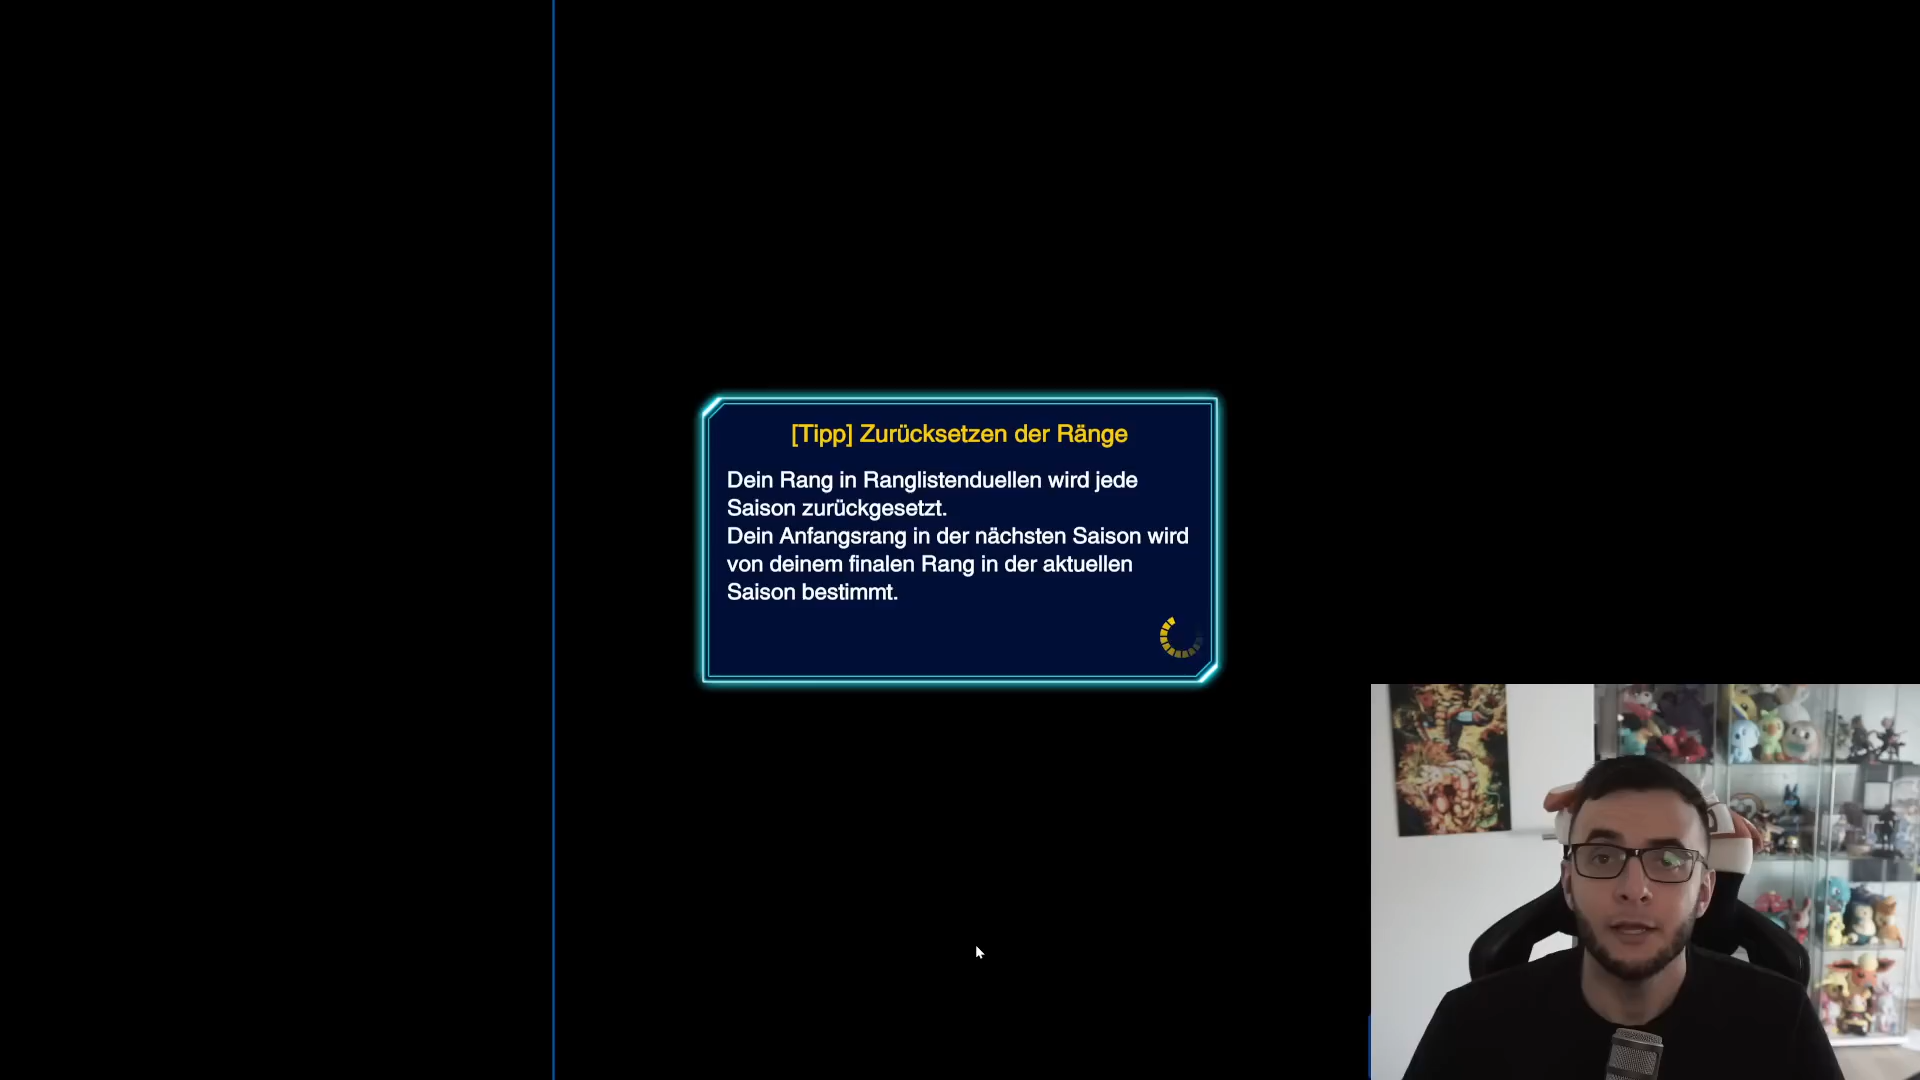 [Tipp] Zurücksetzen der Ränge
Dein Rang in Ranglistenduellen wird jede
Saison zurückgesetzt.
Dein Anfangsrang in der nächsten Saison wird
von deinem finalen Rang in der aktuellen
Saison bestimmt.